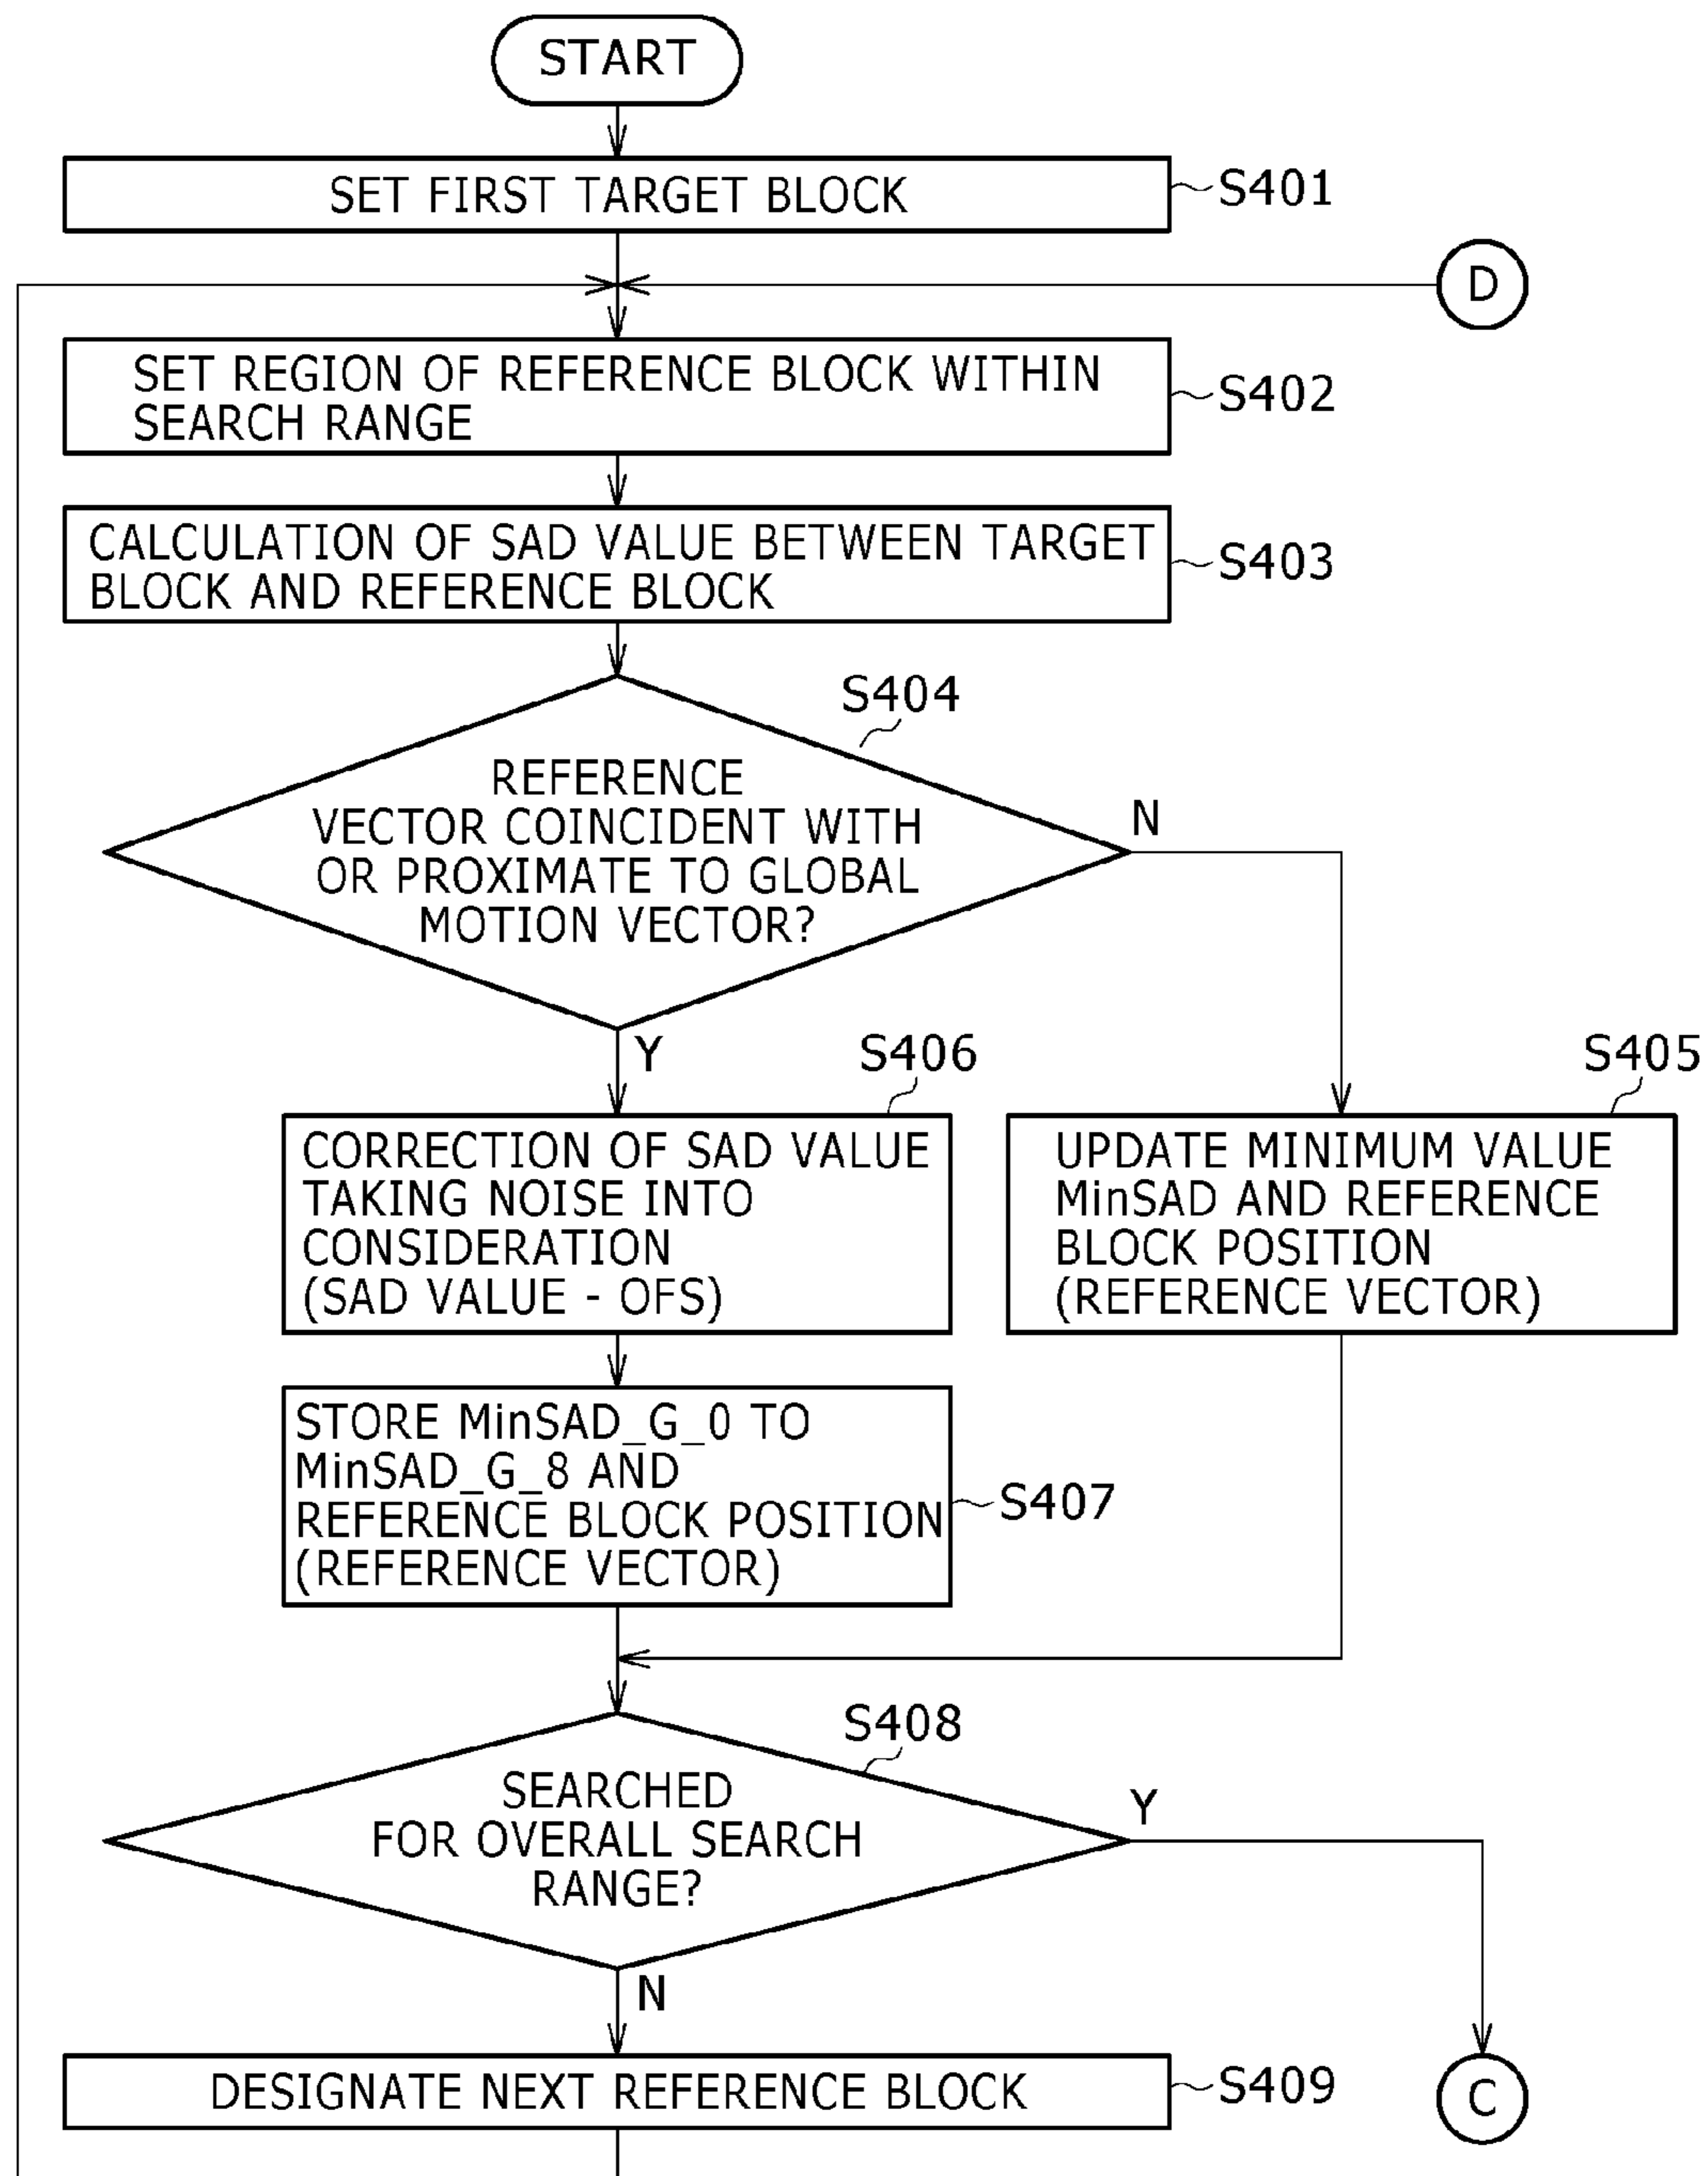 START
SET FIRST TARGET BLOCK
S401
D
SET REGION OF REFERENCE BLOCK WITHIN
SEARCH RANGE
S402
CALCULATION OF SAD VALUE BETWEEN TARGET
BLOCK AND REFERENCE BLOCK
S403
S404
REFERENCE
VECTOR COINCIDENT WITH
OR PROXIMATE TO GLOBAL
MOTION VECTOR?
N
Y
S406
CORRECTION OF SAD VALUE
TAKING NOISE INTO
CONSIDERATION
(SAD VALUE - OFS)
S405
UPDATE MINIMUM VALUE
MinSAD AND REFERENCE
BLOCK POSITION
(REFERENCE VECTOR)
STORE MinSAD_G_0 TO
MinSAD_G_8 AND
REFERENCE BLOCK POSITION
(REFERENCE VECTOR)
S407
S408
SEARCHED
FOR OVERALL SEARCH
RANGE?
Y
N
DESIGNATE NEXT REFERENCE BLOCK
S409
C